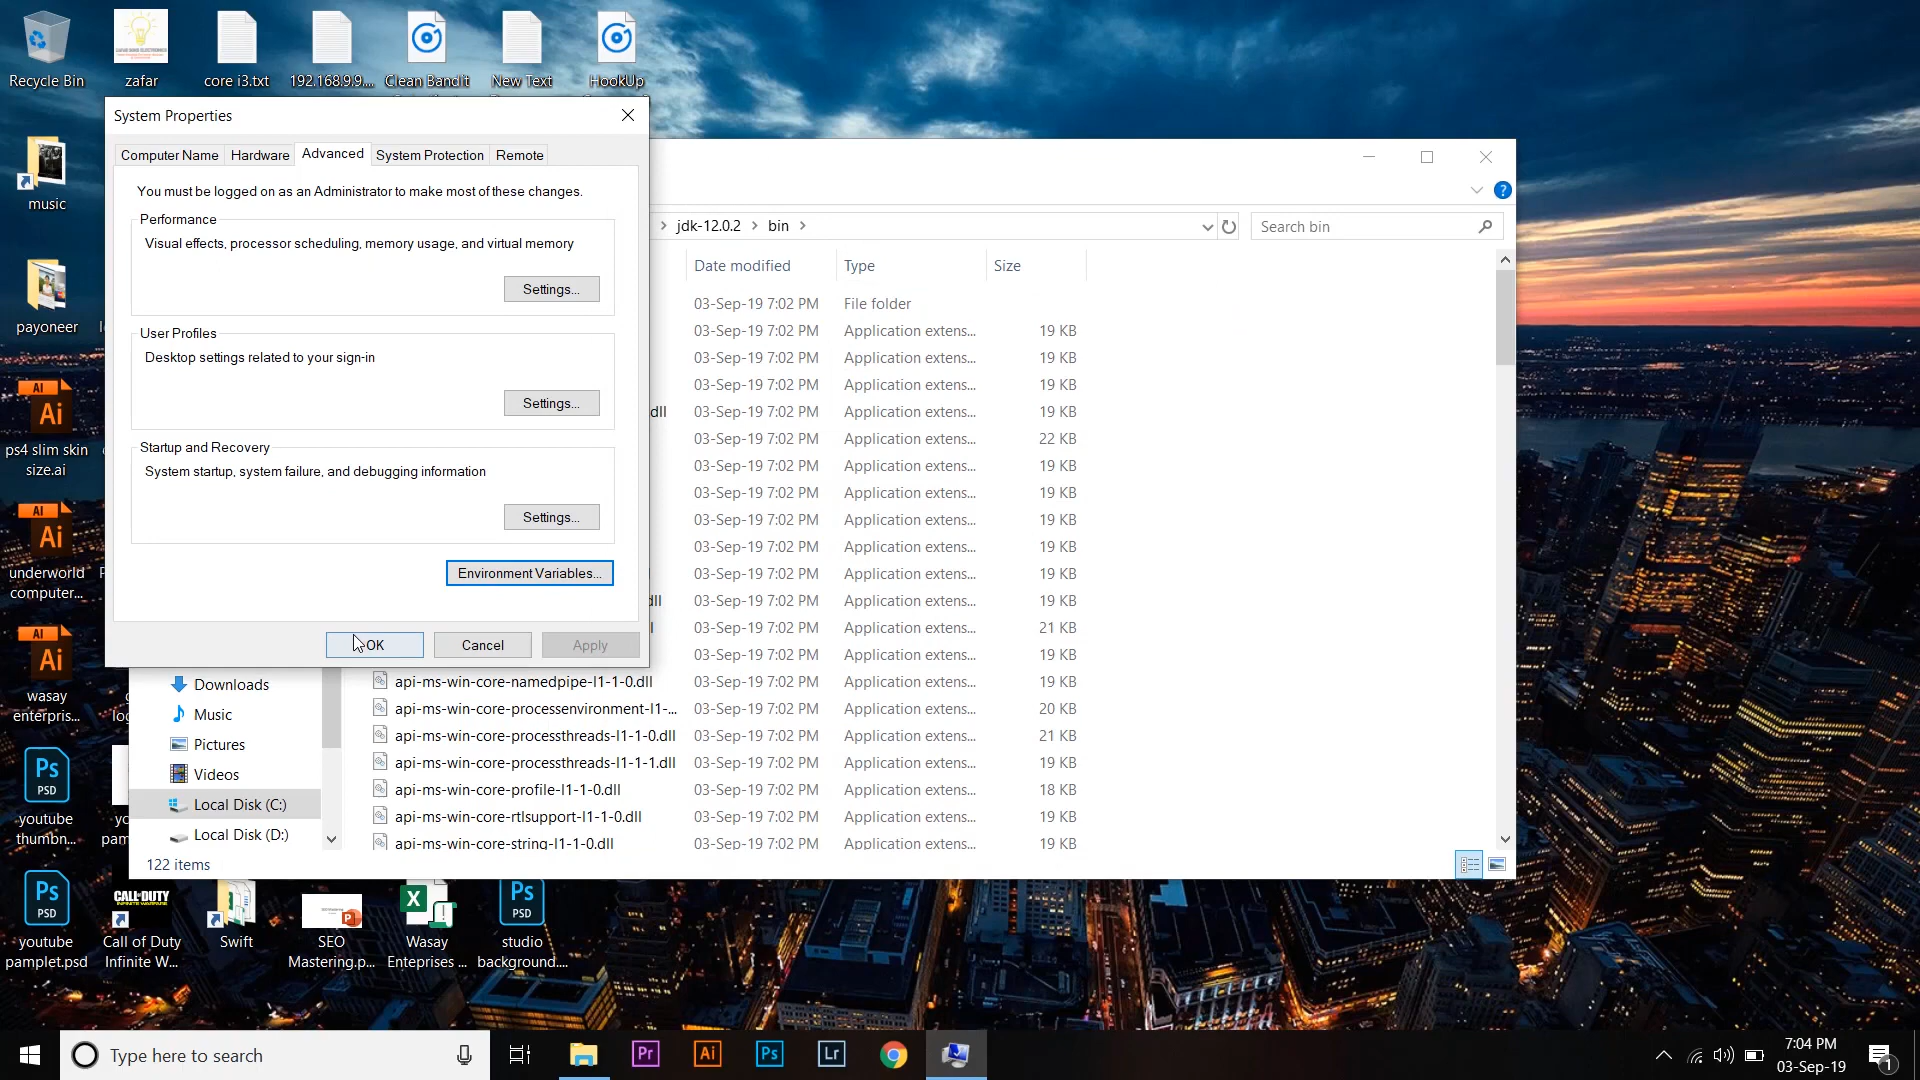 Recycle Bin
zafar
core i3.txt
192.168.9.9....
Clean Bandit
New Text
HookUp
music
payoneer
ps4 slim skin
size.ai
underworld
computer...
wasay
enterpris...
youtube
thumbn...
youtube
pamplet.psd
Call of Duty
Infinite W...
Swift
SEO
Mastering.p...
Wasay
Enteprises ...
studio
background....
System Properties
Computer Name
Hardware
Advanced
System Protection
Remote
You must be logged on as an Administrator to make most of these changes.
Performance
Visual effects, processor scheduling, memory usage, and virtual memory
Settings...
User Profiles
Desktop settings related to your sign-in
Settings...
Startup and Recovery
System startup, system failure, and debugging information
Settings...
Environment Variables...
OK
Cancel
Apply
jdk-12.0.2
bin
Search bin
Date modified
Type
Size
03-Sep-19 7:02 PM File folder
03-Sep-19 7:02 PM Application extens... 19 KB
03-Sep-19 7:02 PM Application extens... 19 KB
03-Sep-19 7:02 PM Application extens... 19 KB
dll 03-Sep-19 7:02 PM Application extens... 19 KB
03-Sep-19 7:02 PM Application extens... 22 KB
03-Sep-19 7:02 PM Application extens... 19 KB
03-Sep-19 7:02 PM Application extens... 19 KB
03-Sep-19 7:02 PM Application extens... 19 KB
03-Sep-19 7:02 PM Application extens... 19 KB
03-Sep-19 7:02 PM Application extens... 19 KB
dll 03-Sep-19 7:02 PM Application extens... 19 KB
03-Sep-19 7:02 PM Application extens... 21 KB
03-Sep-19 7:02 PM Application extens... 19 KB
api-ms-win-core-namedpipe-l1-1-0.dll 03-Sep-19 7:02 PM Application extens... 19 KB
api-ms-win-core-processenvironment-l1-... 03-Sep-19 7:02 PM Application extens... 20 KB
api-ms-win-core-processthreads-l1-1-0.dll 03-Sep-19 7:02 PM Application extens... 21 KB
api-ms-win-core-processthreads-l1-1-1.dll 03-Sep-19 7:02 PM Application extens... 19 KB
api-ms-win-core-profile-l1-1-0.dll 03-Sep-19 7:02 PM Application extens... 18 KB
api-ms-win-core-rtlsupport-l1-1-0.dll 03-Sep-19 7:02 PM Application extens... 19 KB
api-ms-win-core-string-l1-1-0.dll 03-Sep-19 7:02 PM Application extens... 19 KB
Downloads
Music
Pictures
Videos
Local Disk (C:)
Local Disk (D:)
122 items
Type here to search
7:04 PM
03-Sep-19
1